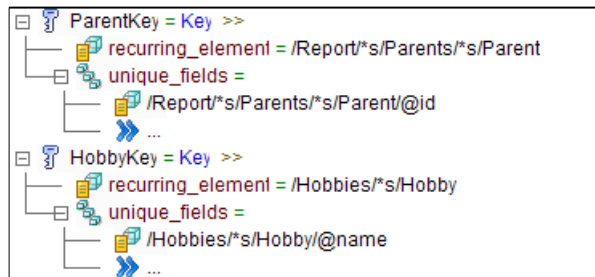 ParentKey = Key >>
recurring_element = /Report/*s/Parents/*s/Parent
unique_fields =
/Report/*s/Parents/*s/Parent/@id
...
HobbyKey = Key >>
recurring_element = /Hobbies/*s/Hobby
unique_fields =
/Hobbies/*s/Hobby/@name
...